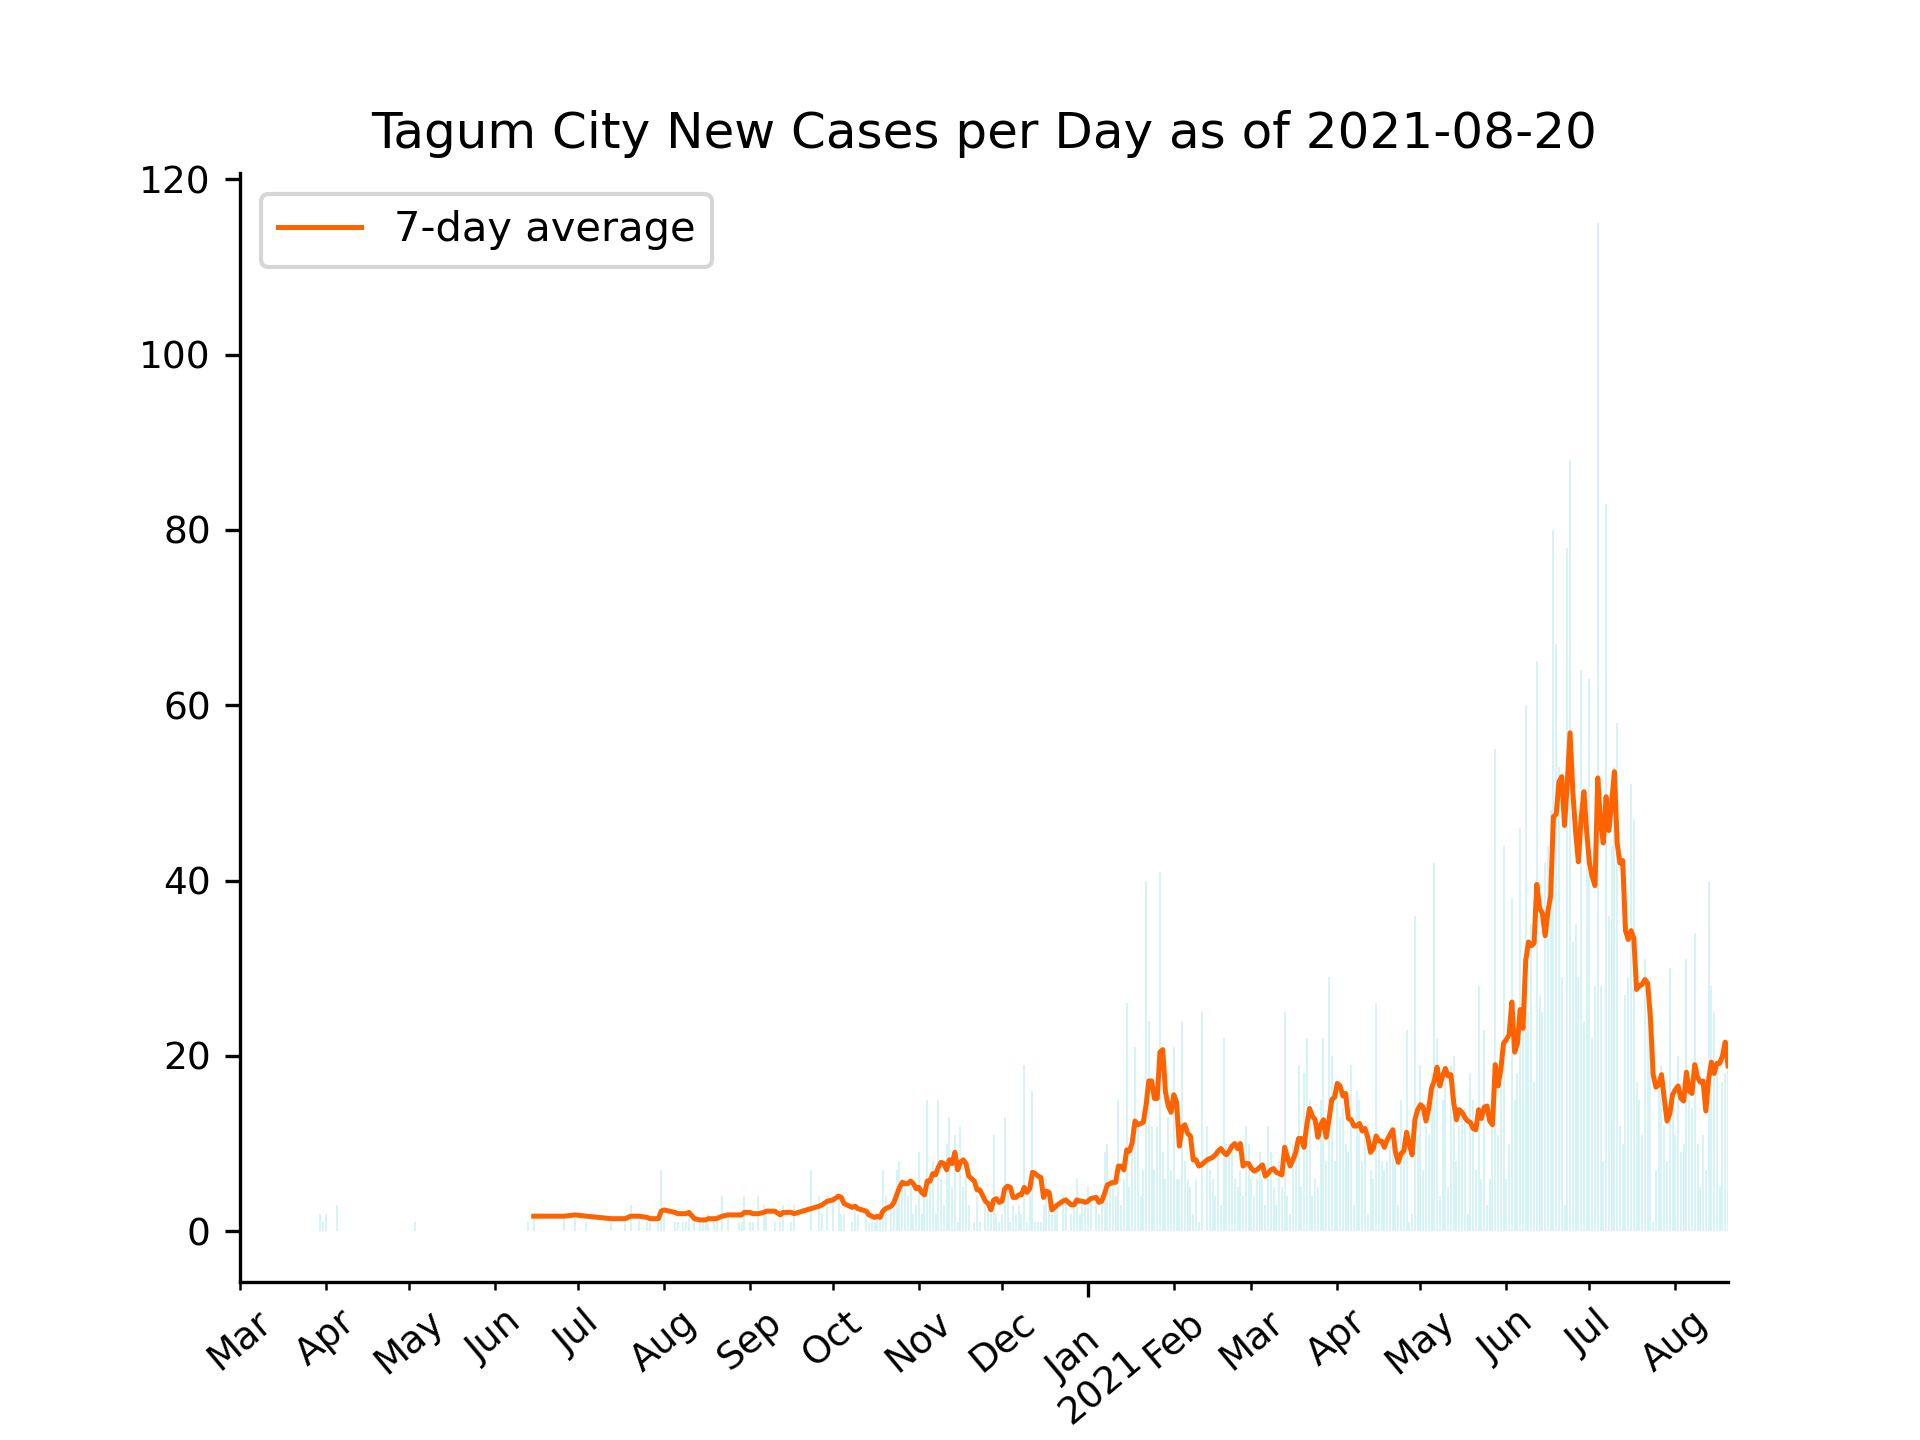 Tagum City New Cases per Day as of 2021-08-20
7-day average
120
100
80
60
40
20
0
Mar
Apr
May
Jun
Jul
Aug
Sep
Oct
Nov
Dec
Jan
2021
Feb
Mar
Apr
May
Jun
Jul
Aug